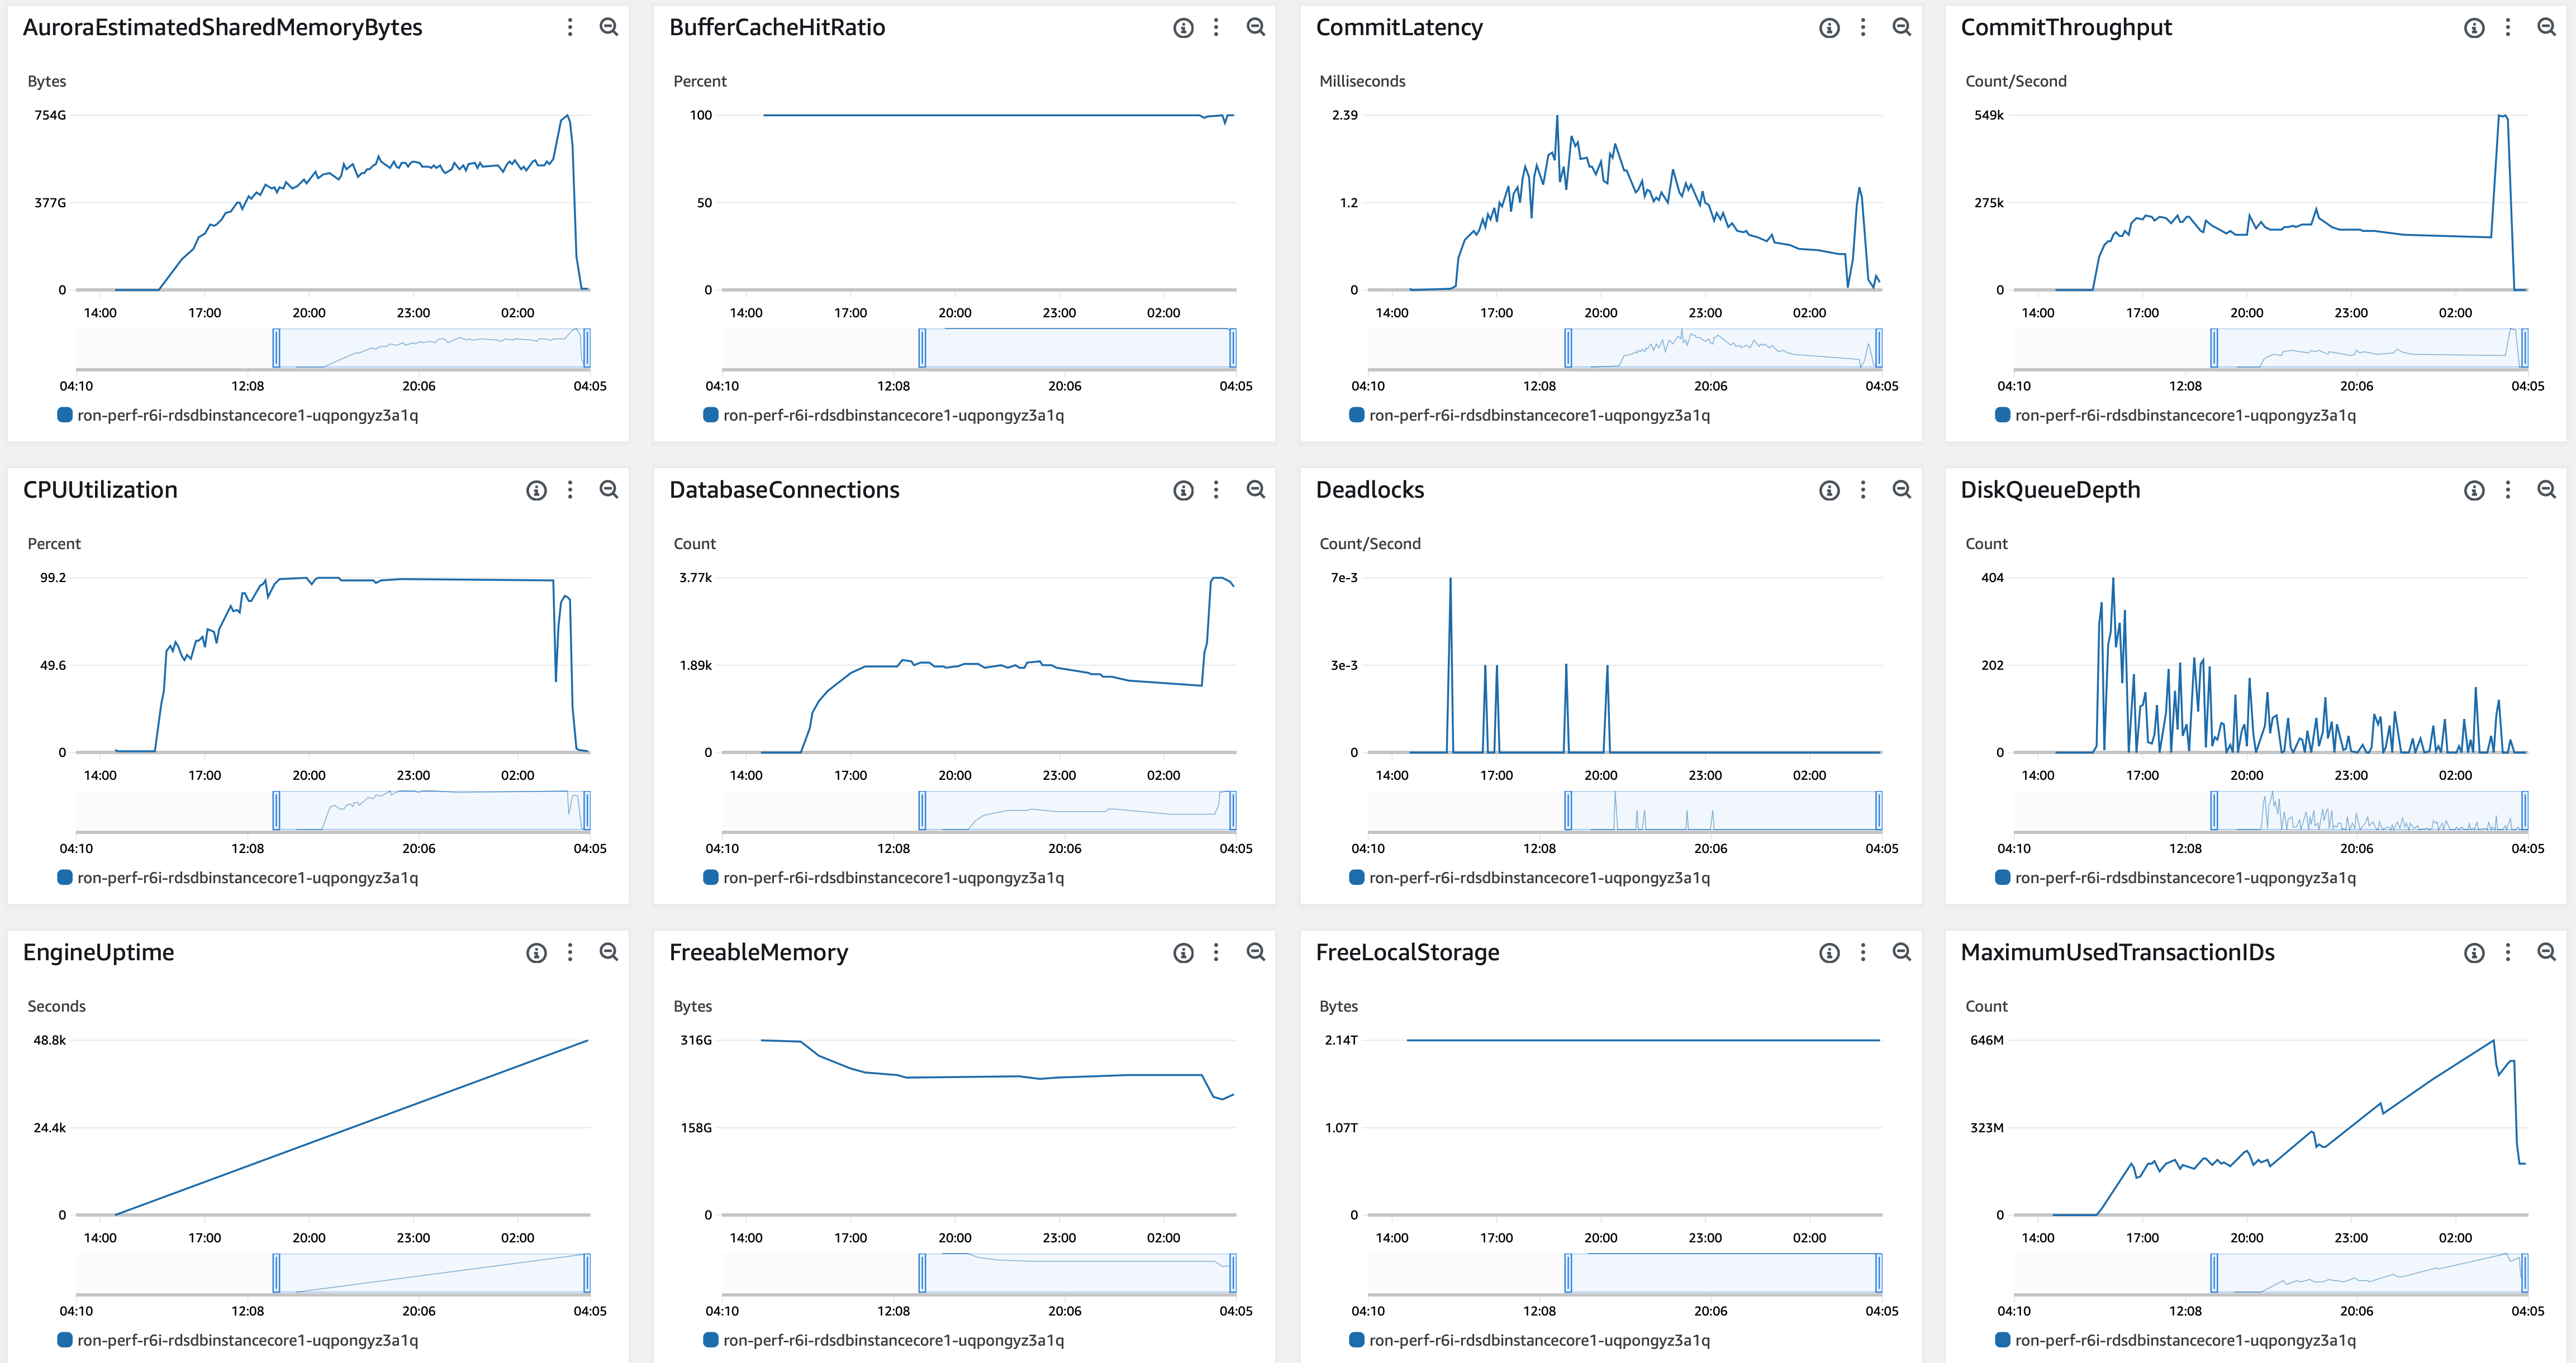 AuroraEstimatedSharedMemoryBytes
Bytes
754G
377G
0
14:00 17:00 20:00 23:00 02:00
04:10 12:08 20:06 04:05
ron-perf-r6i-rdsdbinstancecore1-uqpongyz3a1q
BufferCacheHitRatio
Percent
100
50
0
14:00 17:00 20:00 23:00 02:00
04:10 12:08 20:06 04:05
ron-perf-r6i-rdsdbinstancecore1-uqpongyz3a1q
CommitLatency
Milliseconds
2.39
1.2
0
14:00 17:00 20:00 23:00 02:00
04:10 12:08 20:06 04:05
ron-perf-r6i-rdsdbinstancecore1-uqpongyz3a1q
CommitThroughput
Count/Second
549k
275k
0
14:00 17:00 20:00 23:00 02:00
04:10 12:08 20:06 04:05
ron-perf-r6i-rdsdbinstancecore1-uqpongyz3a1q
CPUUtilization
Percent
99.2
49.6
0
14:00 17:00 20:00 23:00 02:00
04:10 12:08 20:06 04:05
ron-perf-r6i-rdsdbinstancecore1-uqpongyz3a1q
DatabaseConnections
Count
3.77k
1.89k
0
14:00 17:00 20:00 23:00 02:00
04:10 12:08 20:06 04:05
ron-perf-r6i-rdsdbinstancecore1-uqpongyz3a1q
Deadlocks
Count/Second
7e-3
3e-3
0
14:00 17:00 20:00 23:00 02:00
04:10 12:08 20:06 04:05
ron-perf-r6i-rdsdbinstancecore1-uqpongyz3a1q
DiskQueueDepth
Count
404
202
0
14:00 17:00 20:00 23:00 02:00
04:10 12:08 20:06 04:05
ron-perf-r6i-rdsdbinstancecore1-uqpongyz3a1q
EngineUptime
Seconds
48.8k
24.4k
0
14:00 17:00 20:00 23:00 02:00
04:10 12:08 20:06 04:05
ron-perf-r6i-rdsdbinstancecore1-uqpongyz3a1q
FreeableMemory
Bytes
316G
158G
0
14:00 17:00 20:00 23:00 02:00
04:10 12:08 20:06 04:05
ron-perf-r6i-rdsdbinstancecore1-uqpongyz3a1q
FreeLocalStorage
Bytes
2.14T
1.07T
0
14:00 17:00 20:00 23:00 02:00
04:10 12:08 20:06 04:05
ron-perf-r6i-rdsdbinstancecore1-uqpongyz3a1q
MaximumUsedTransactionIDs
Count
646M
323M
0
14:00 17:00 20:00 23:00 02:00
04:10 12:08 20:06 04:05
ron-perf-r6i-rdsdbinstancecore1-uqpongyz3a1q